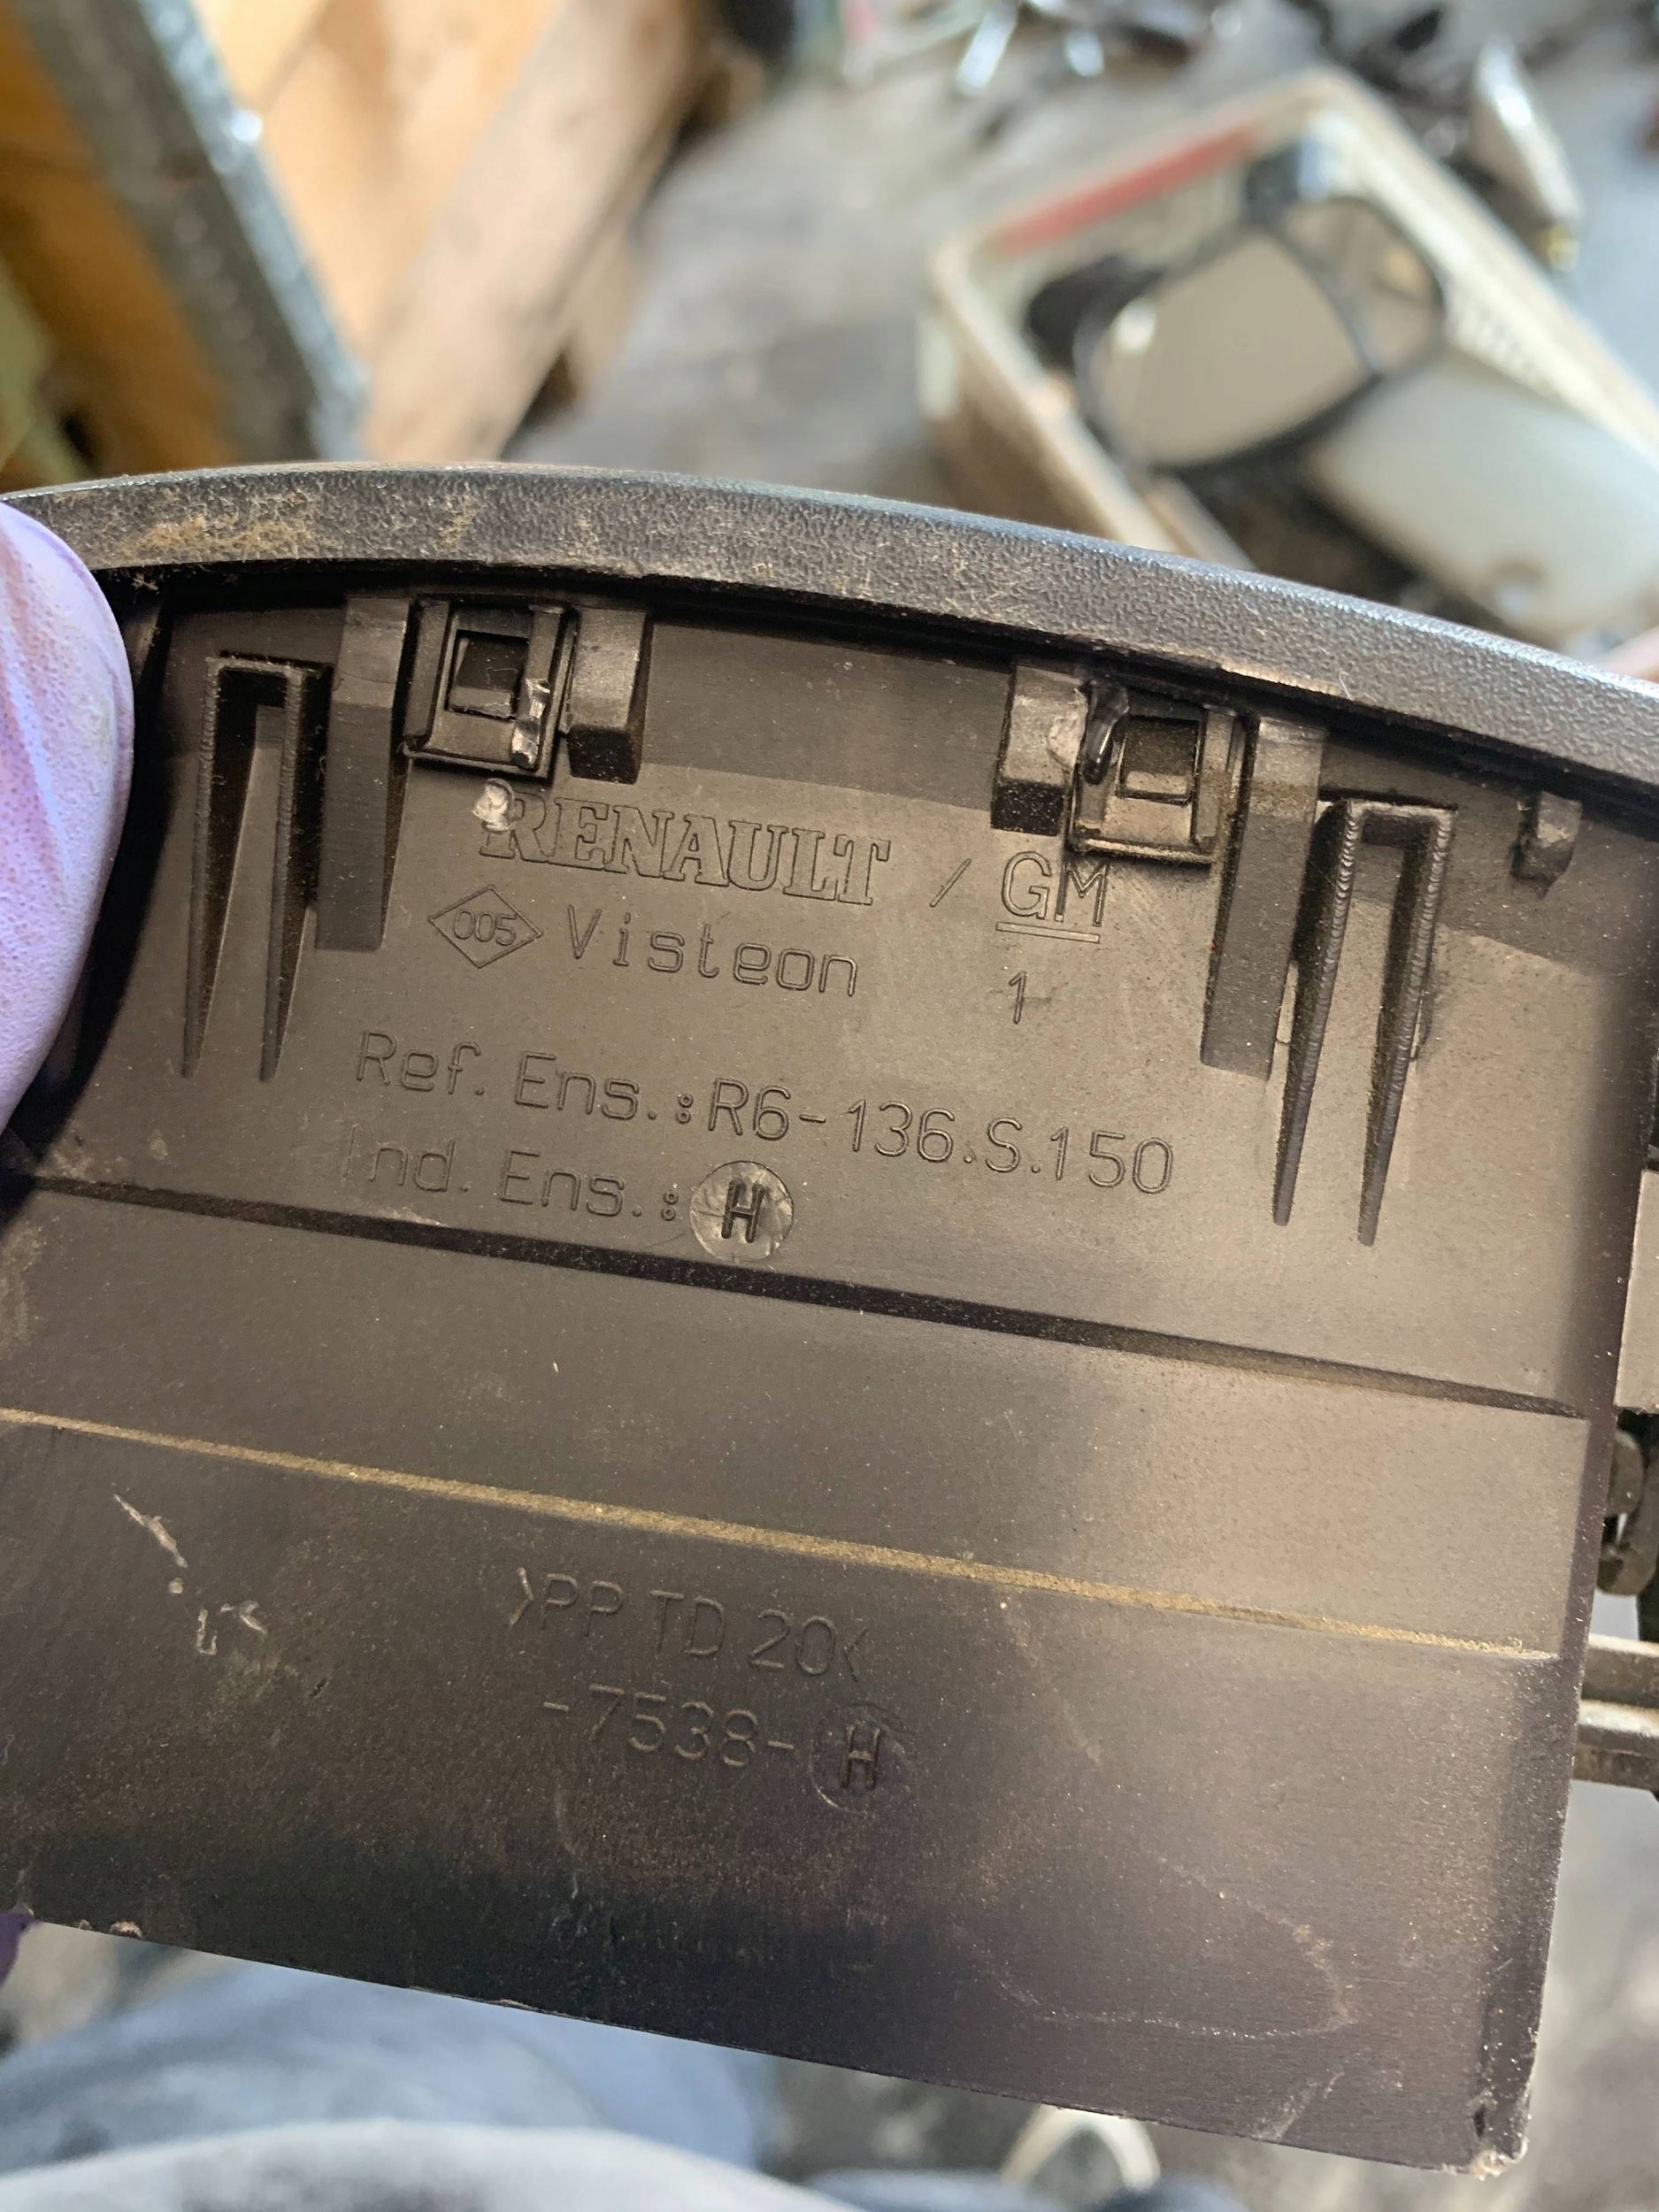 RENAULT / GM
005 Visteon 1
Ref. Ens.:R6-136.S.150
Ind. Ens.: H
>PP TD 20<
-7538- H